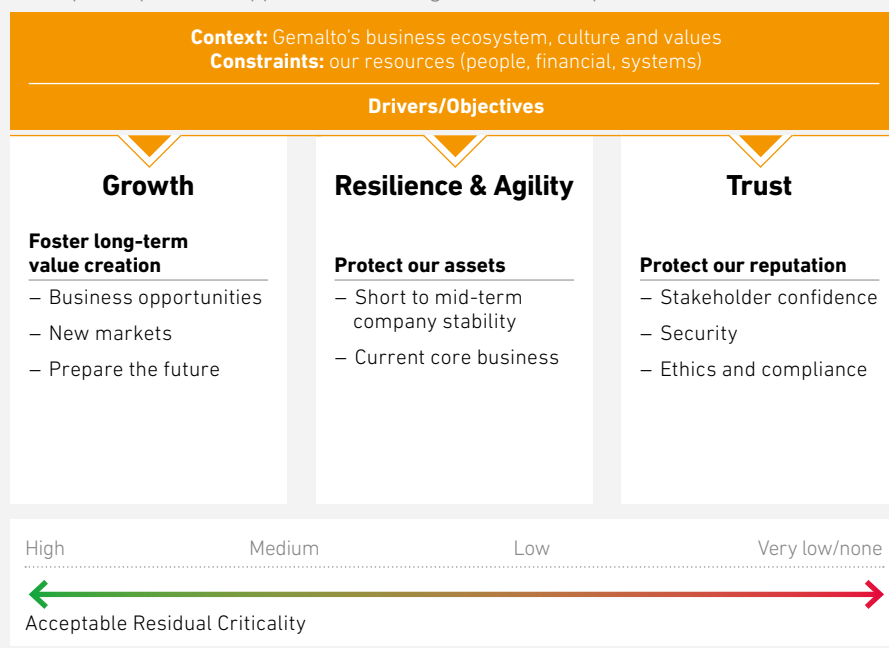 Context: Gemalto's business ecosystem, culture and values
Constraints: our resources (people, financial, systems)
Drivers/Objectives
Growth
Foster long-term
value creation
– Business opportunities
– New markets
– Prepare the future
Resilience & Agility
Protect our assets
– Short to mid-term
company stability
– Current core business
Trust
Protect our reputation
– Stakeholder confidence
– Security
– Ethics and compliance
High Medium Low Very low/none
Acceptable Residual Criticality